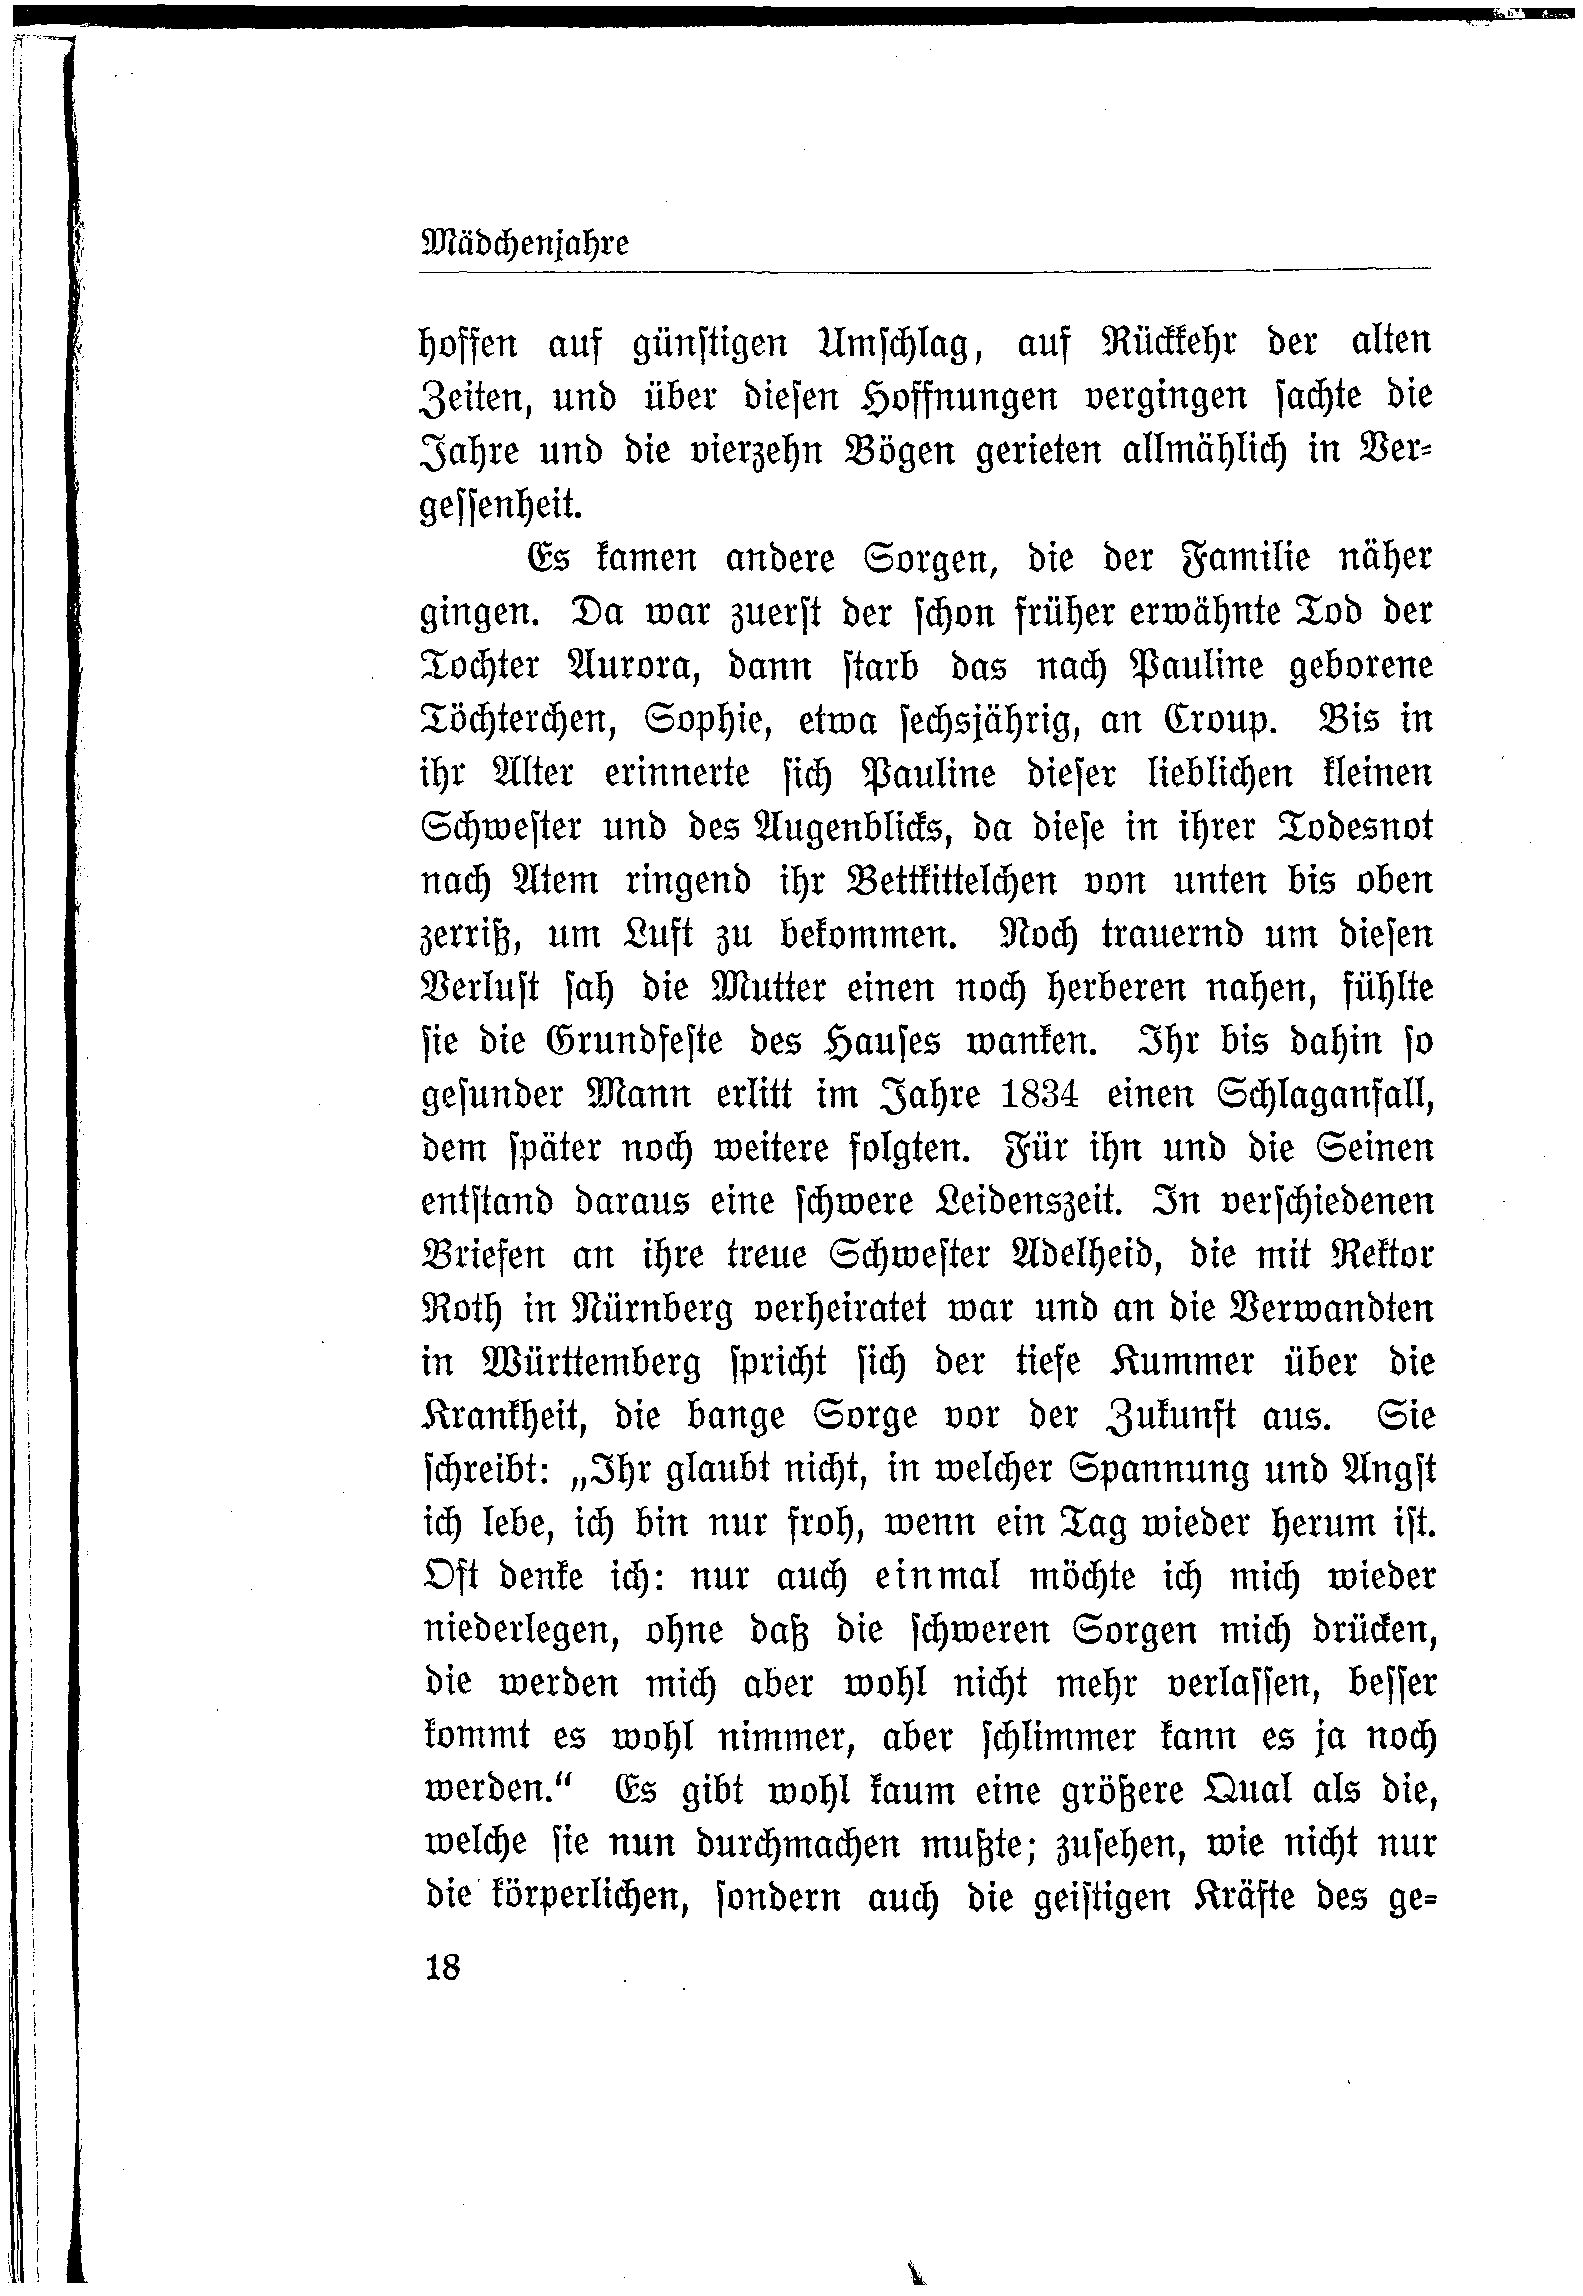 Mädchenjahre
hoffen auf günstigen Umschlag, auf Rückkehr der alten
Zeiten, und über diesen Hoffnungen vergingen sachte die
Jahre und die vierzehn Bögen gerieten allmählich in Ver-
gessenheit.
Es kamen andere Sorgen, die der Familie näher
gingen. Da war zuerst der schon früher erwähnte Tod der
Tochter Aurora, dann starb das nach Pauline geborene
Töchterchen, Sophie, etwa sechsjährig, an Croup. Bis in
ihr Alter erinnerte sich Pauline dieser lieblichen kleinen
Schwester und des Augenblicks, da diese in ihrer Todesnot
nach Atem ringend ihr Bettkittelchen von unten bis oben
zerriß, um Luft zu bekommen. Noch trauernd um diesen
Verlust sah die Mutter einen noch herberen nahen, fühlte
sie die Grundfeste des Hauses wanken. Ihr bis dahin so
gesunder Mann erlitt im Jahre 1834 einen Schlaganfall,
dem später noch weitere folgten. Für ihn und die Seinen
entstand daraus eine schwere Leidenszeit. In verschiedenen
Briefen an ihre treue Schwester Adelheid, die mit Rektor
Roth in Nürnberg verheiratet war und an die Verwandten
in Württemberg spricht sich der tiefe Kummer über die
Krankheit, die bange Sorge vor der Zukunft aus. Sie
schreibt: „Ihr glaubt nicht, in welcher Spannung und Angst
ich lebe, ich bin nur froh, wenn ein Tag wieder herum ist.
Oft denke ich: nur auch einmal möchte ich mich wieder
niederlegen, ohne daß die schweren Sorgen mich drücken,
die werden mich aber wohl nicht mehr verlassen, besser
kommt es wohl nimmer, aber schlimmer kann es ja noch
werden.“ Es gibt wohl kaum eine größere Qual als die,
welche sie nun durchmachen mußte; zusehen, wie nicht nur
die körperlichen, sondern auch die geistigen Kräfte des ge-
18